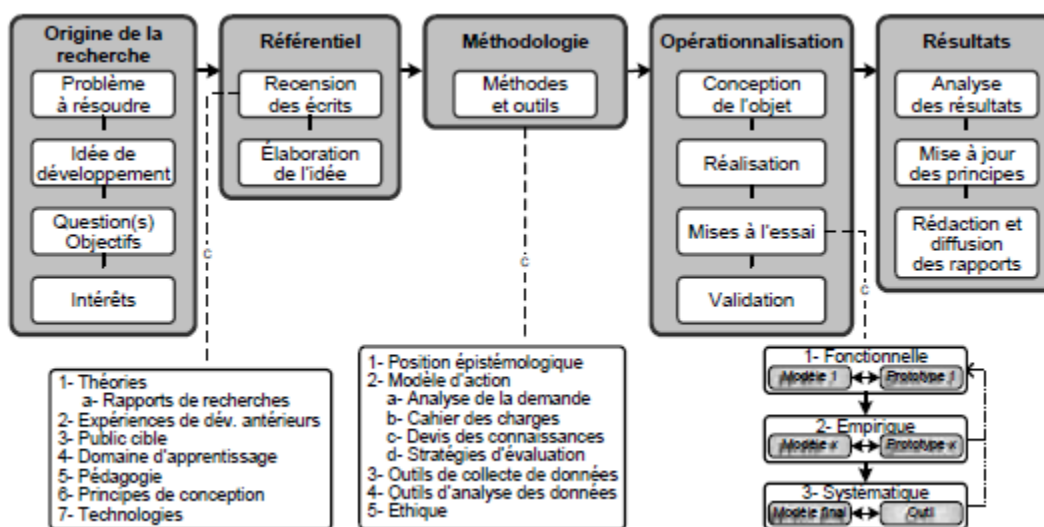 Origine de la
recherche
Problème
à résoudre
Idée de
développement
Question(s)
Objectifs
Intérêts
Référentiel
Recension
des écrits
Élaboration
de l'idée
Méthodologie
Méthodes
et outils
Opérationnalisation
Conception
de l'objet
Réalisation
Mises à l'essai
Validation
Résultats
Analyse
des résultats
Mise à jour
des principes
Rédaction et
diffusion
des rapports
c
c
c
1- Théories
a- Rapports de recherches
2- Expériences de dév. antérieurs
3- Public cible
4- Domaine d'apprentissage
5- Pédagogie
6- Principes de conception
7- Technologies
1- Position épistémologique
2- Modèle d'action
a- Analyse de la demande
b- Cahier des charges
c- Devis des connaissances
d- Stratégies d'évaluation
3- Outils de collecte de données
4- Outils d'analyse des données
5- Ethique
1- Fonctionnelle
Modèle 1 Prototype 1
2- Empirique
Modèle x Prototype x
3- Systématique
Modèle final Outil